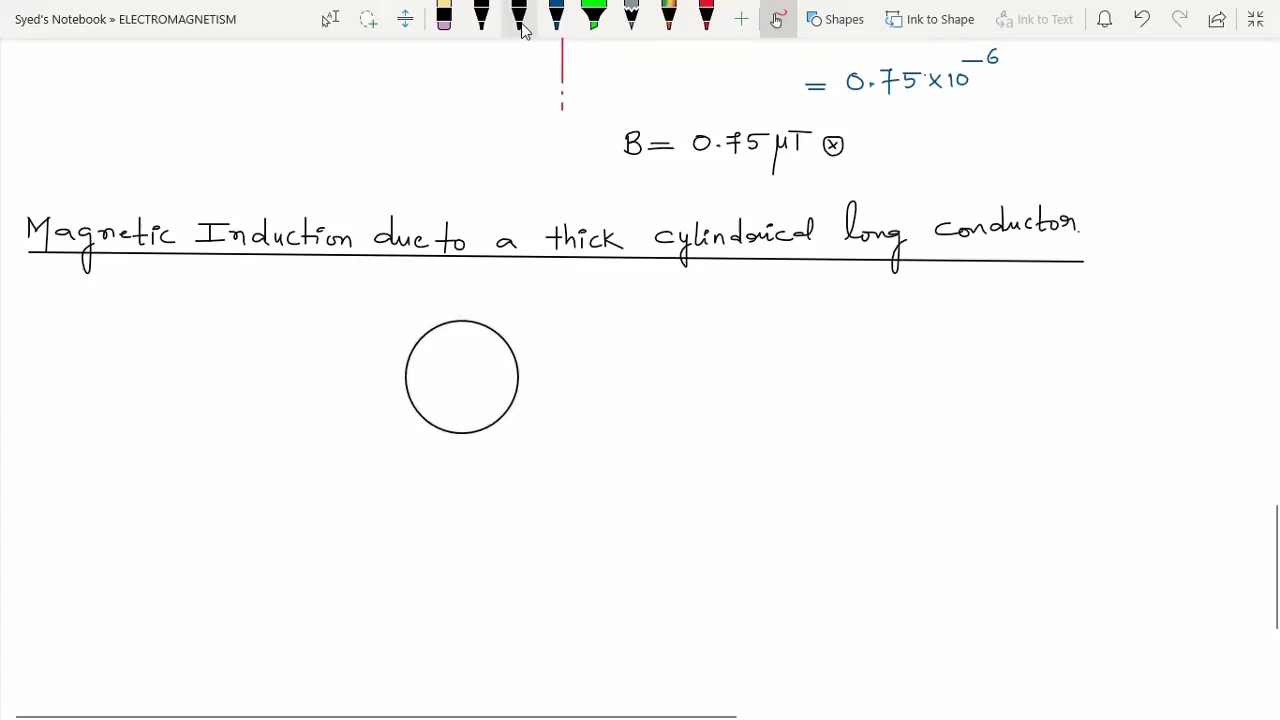 Syed's Notebook » ELECTROMAGNETISM
Shapes
Ink to Shape
Ink to Text
= 0.75×10⁻⁶
B = 0.75 μT ⊗
Magnetic Induction due to a thick cylindrical long conductor.